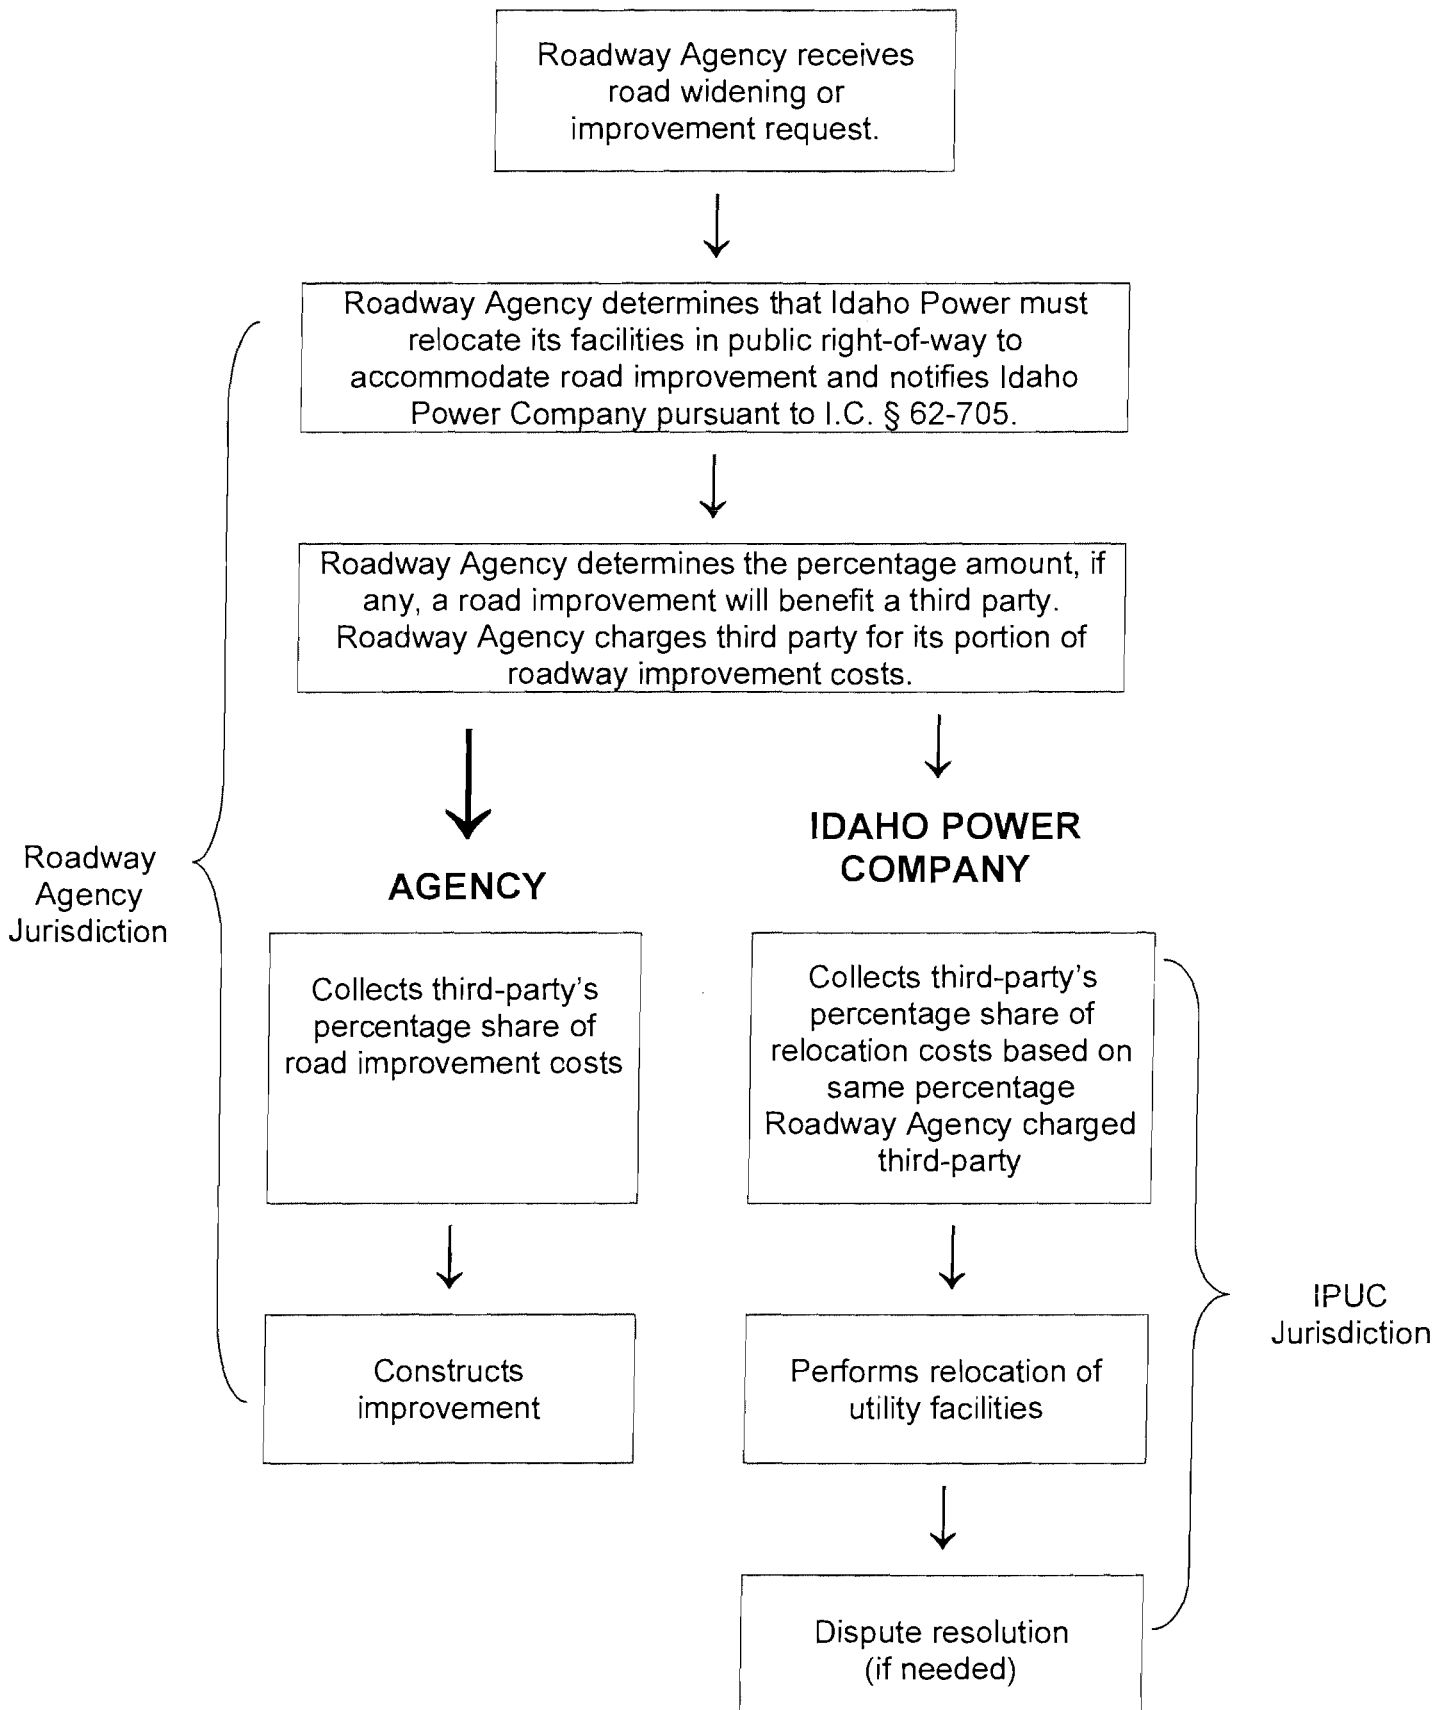 Roadway Agency receives
road widening or
improvement request.
Roadway Agency determines that Idaho Power must
relocate its facilities in public right-of-way to
accommodate road improvement and notifies Idaho
Power Company pursuant to I.C. § 62-705.
Roadway Agency determines the percentage amount, if
any, a road improvement will benefit a third party.
Roadway Agency charges third party for its portion of
roadway improvement costs.
Roadway
Agency
Jurisdiction
AGENCY
Collects third-party's
percentage share of
road improvement costs
Constructs
improvement
IDAHO POWER
COMPANY
Collects third-party's
percentage share of
relocation costs based on
same percentage
Roadway Agency charged
third-party
Performs relocation of
utility facilities
Dispute resolution
(if needed)
IPUC
Jurisdiction